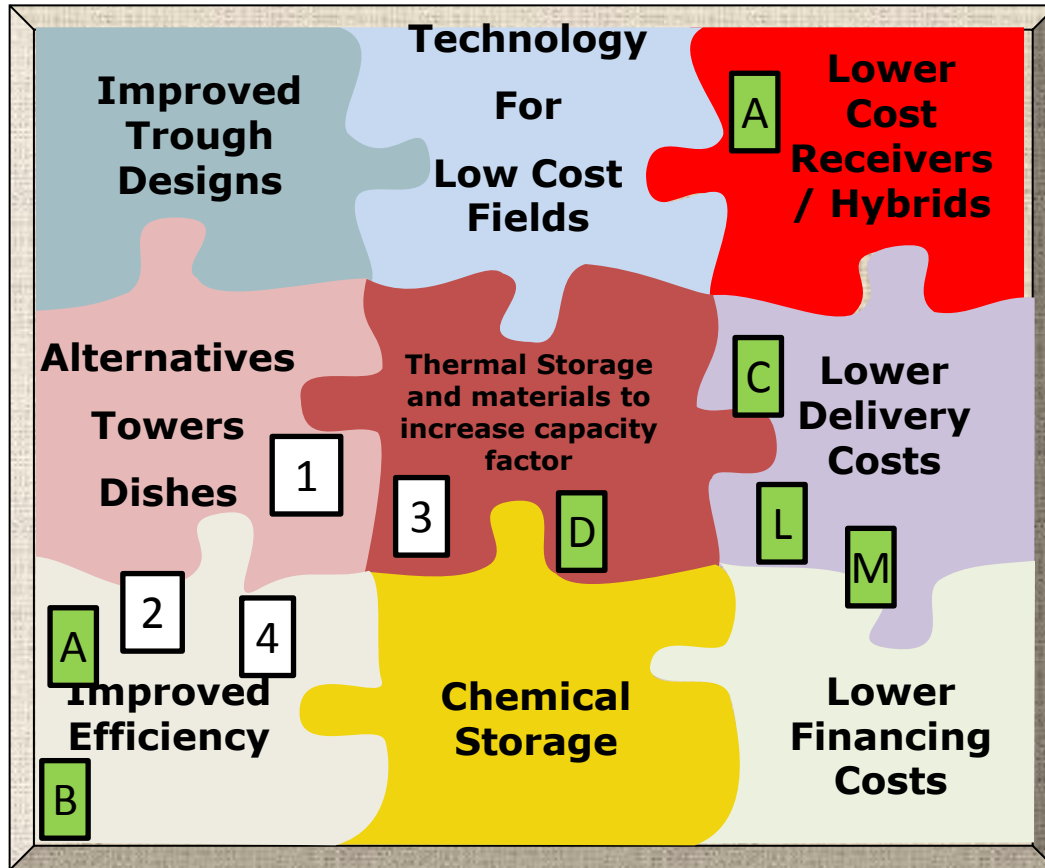 Improved
Trough
Designs
Technology
For
Low Cost
Fields
A
Lower
Cost
Receivers
/ Hybrids
Alternatives
Towers
Dishes
1
Thermal Storage
and materials to
increase capacity
factor
3
D
C
Lower
Delivery
Costs
L
M
A
2
4
Improved
Efficiency
B
Chemical
Storage
Lower
Financing
Costs